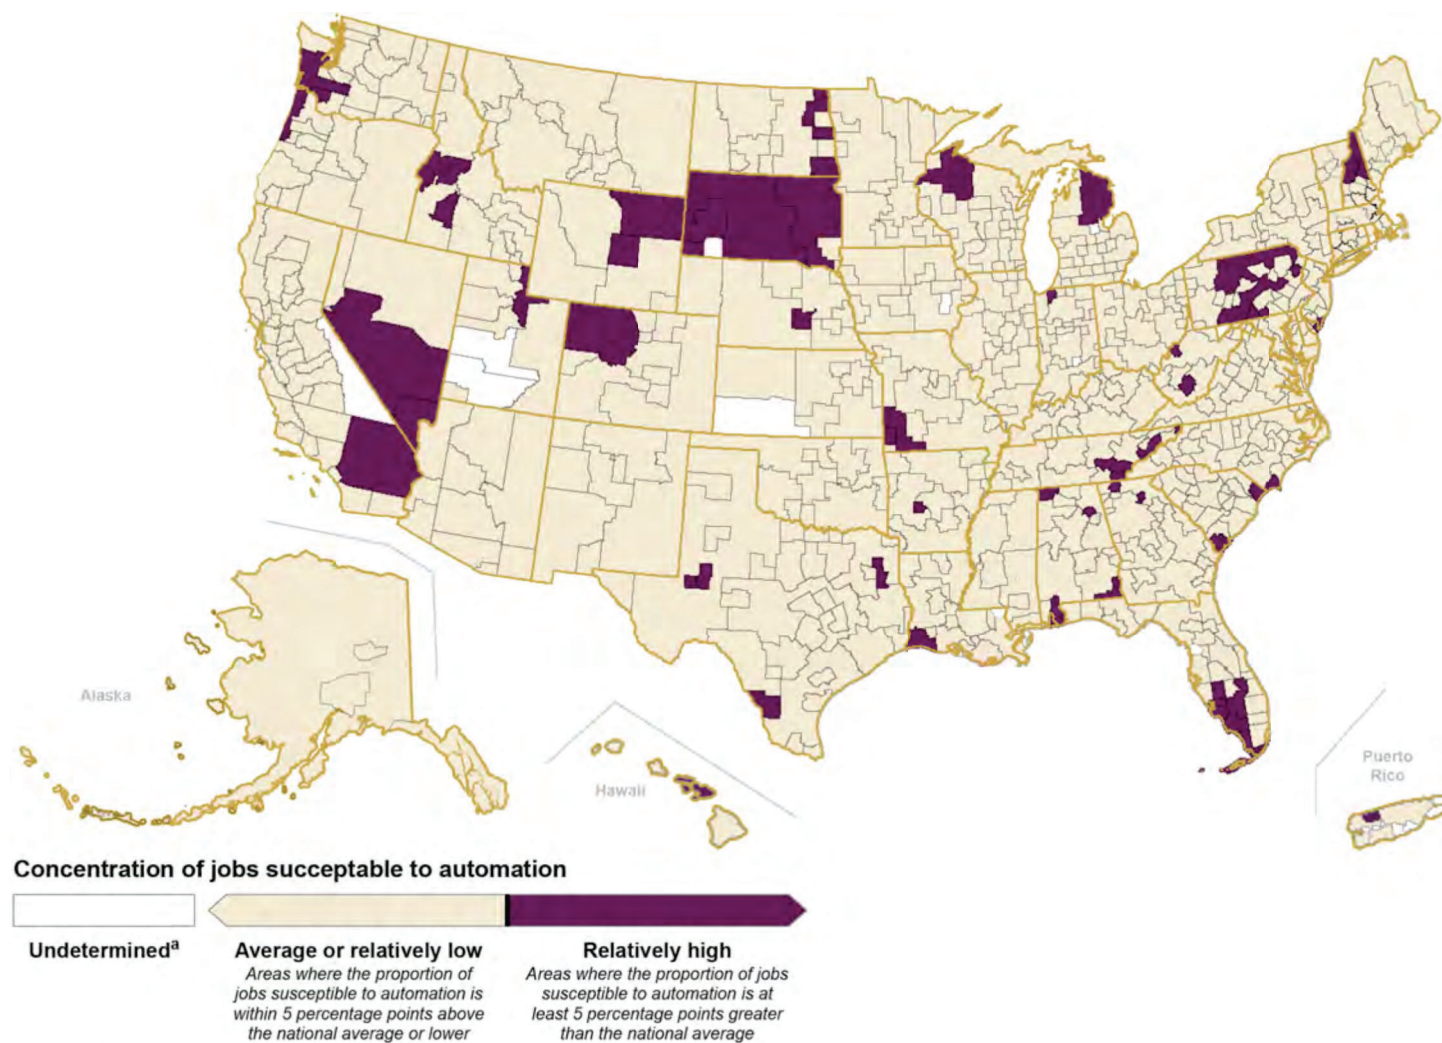 Alaska
Hawaii
Puerto
Rico
Concentration of jobs succeptable to automation
Undeterminedᵃ
Average or relatively low
Areas where the proportion of
jobs susceptible to automation is
within 5 percentage points above
the national average or lower
Relatively high
Areas where the proportion of jobs
susceptible to automation is at
least 5 percentage points greater
than the national average